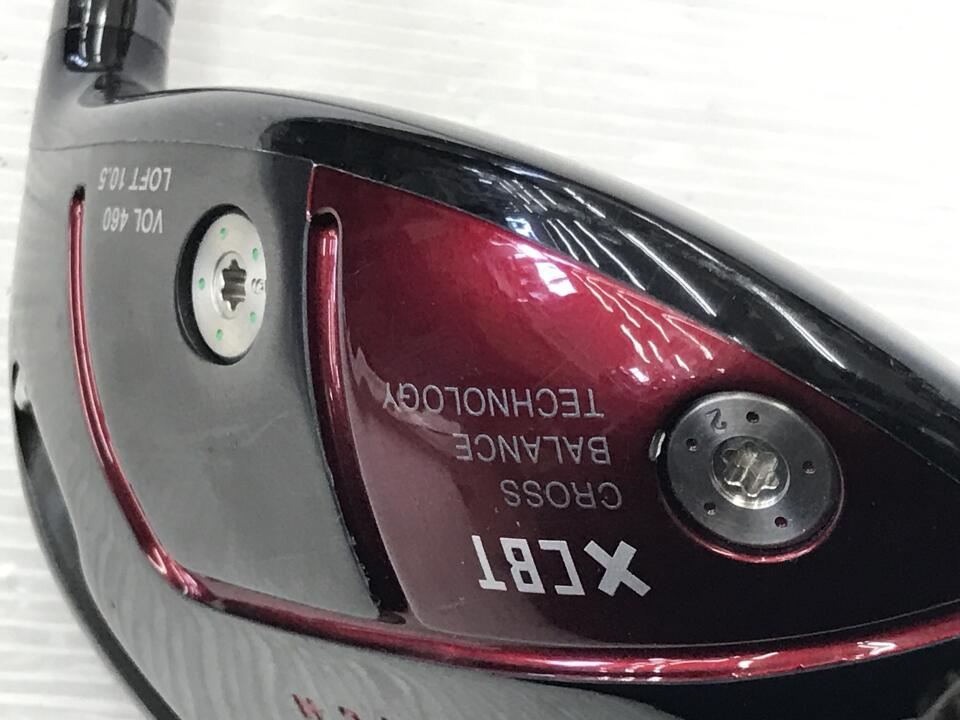 XCBT
CROSS
BALANCE
TECHNOLOGY
2
VOL 460
LOFT 10.5